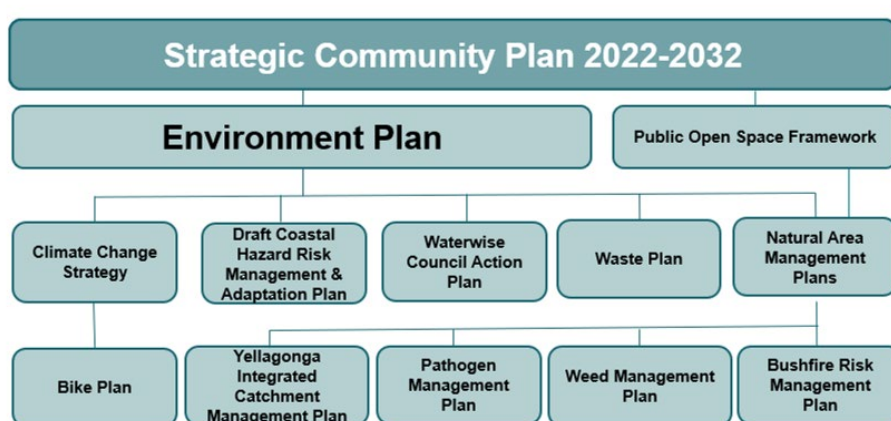 Strategic Community Plan 2022-2032
Environment Plan
Public Open Space Framework
Climate Change
Strategy
Draft Coastal
Hazard Risk
Management &
Adaptation Plan
Waterwise
Council Action
Plan
Waste Plan
Natural Area
Management
Plans
Bike Plan
Yellagonga
Integrated
Catchment
Management Plan
Pathogen
Management
Plan
Weed Management
Plan
Bushfire Risk
Management
Plan